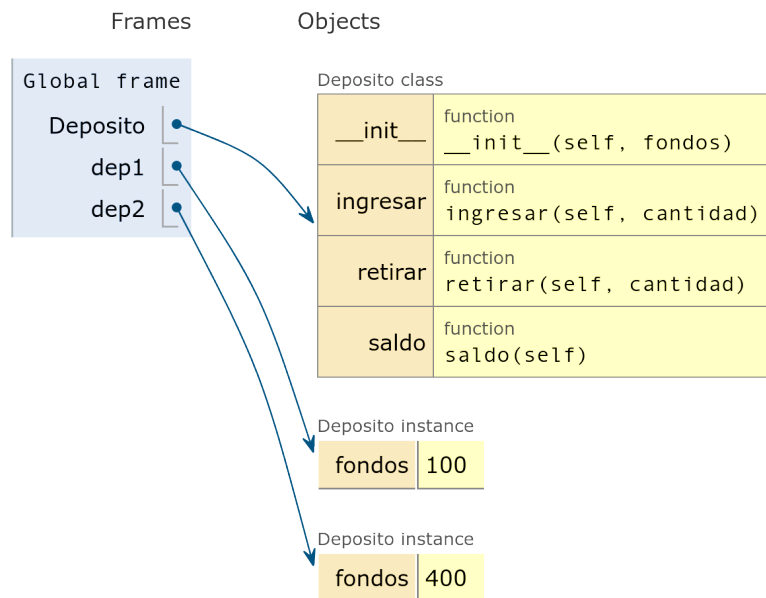 Frames Objects
Global frame
Deposito
dep1
dep2
Deposito class
__init__
function
__init__(self, fondos)
ingresar
function
ingresar(self, cantidad)
retirar
function
retirar(self, cantidad)
saldo
function
saldo(self)
Deposito instance
fondos 100
Deposito instance
fondos 400